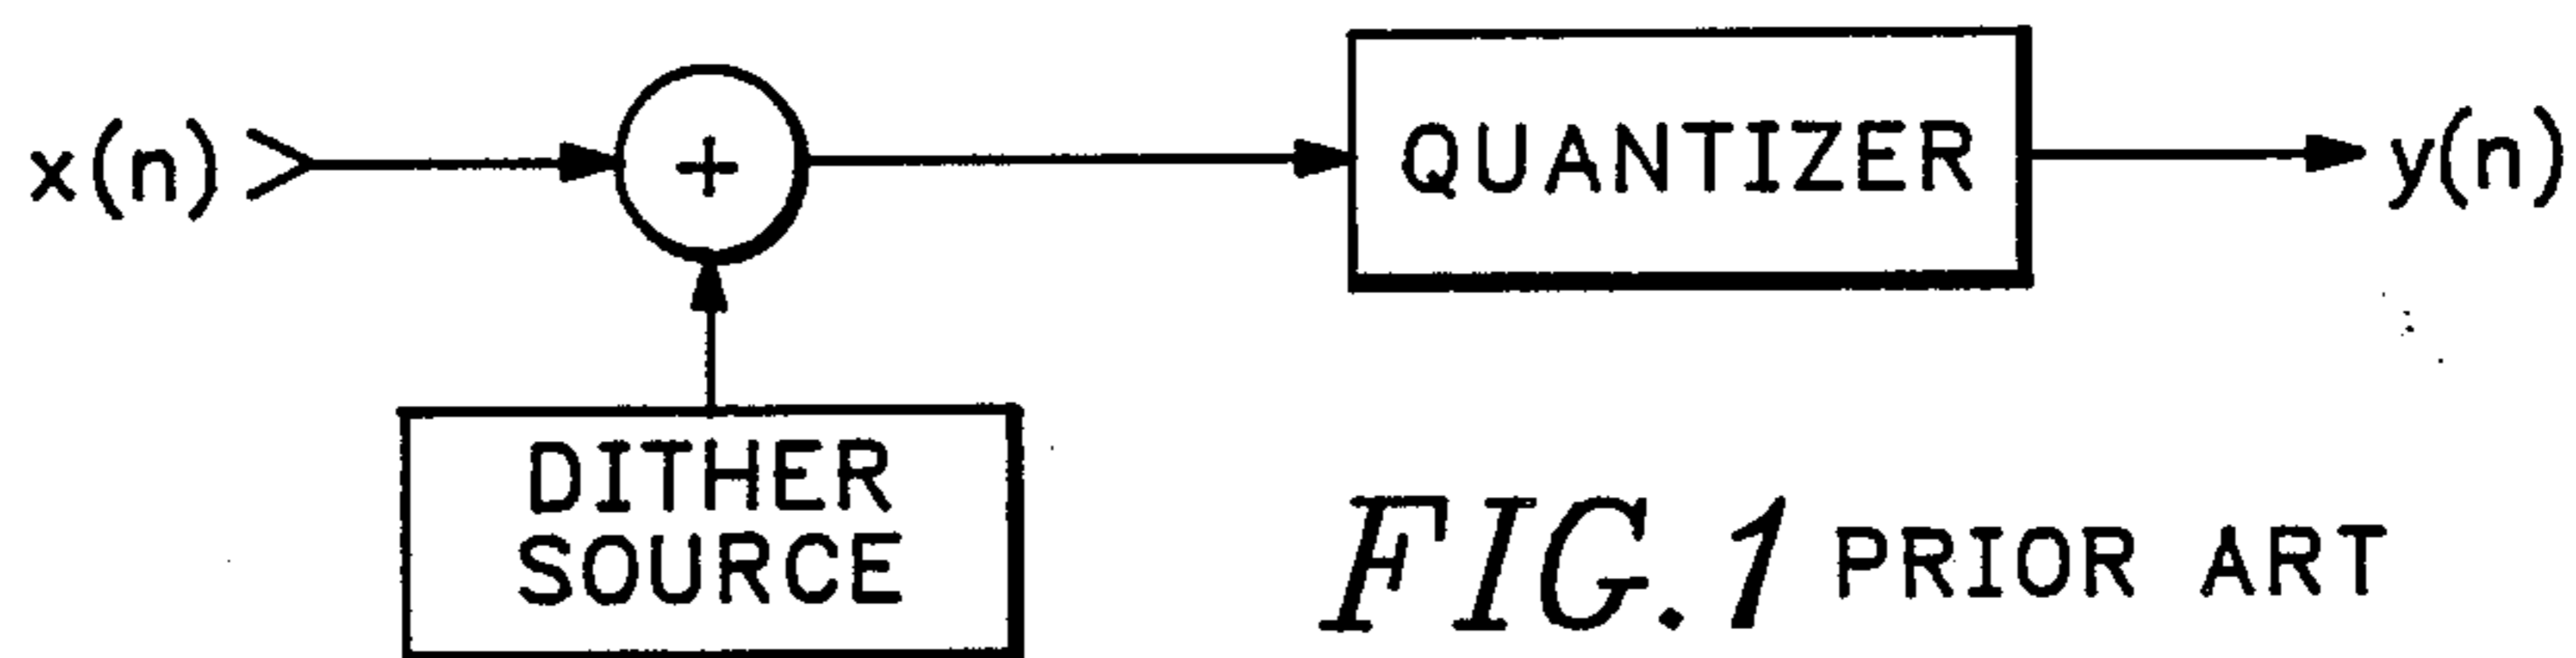 x(n)
+
QUANTIZER
y(n)
DITHER
SOURCE
FIG.1 PRIOR ART